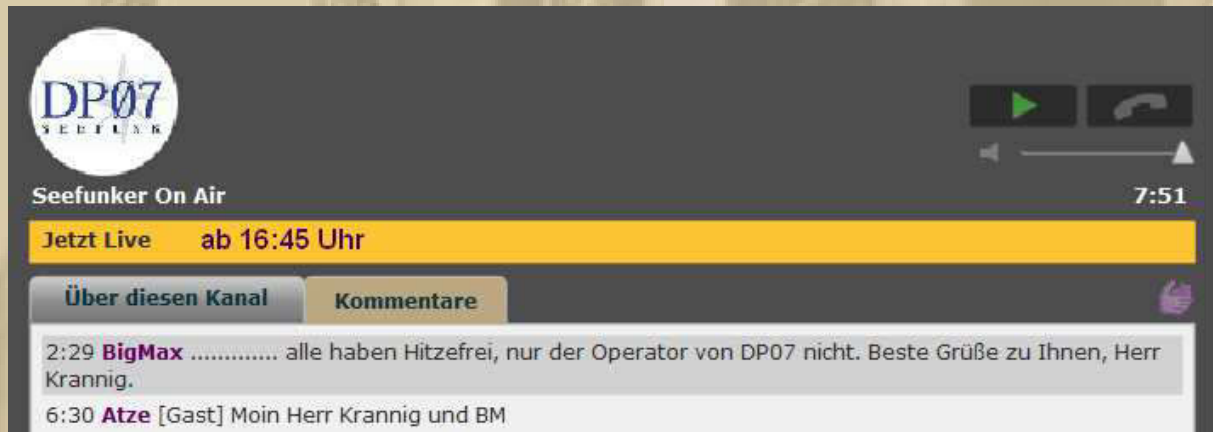 DPØ7
SEEFUNK
Seefunker On Air
7:51
Jetzt Live ab 16:45 Uhr
Über diesen Kanal
Kommentare
2:29 BigMax ............. alle haben Hitzefrei, nur der Operator von DP07 nicht. Beste Grüße zu Ihnen, Herr
Krannig.
6:30 Atze [Gast] Moin Herr Krannig und BM